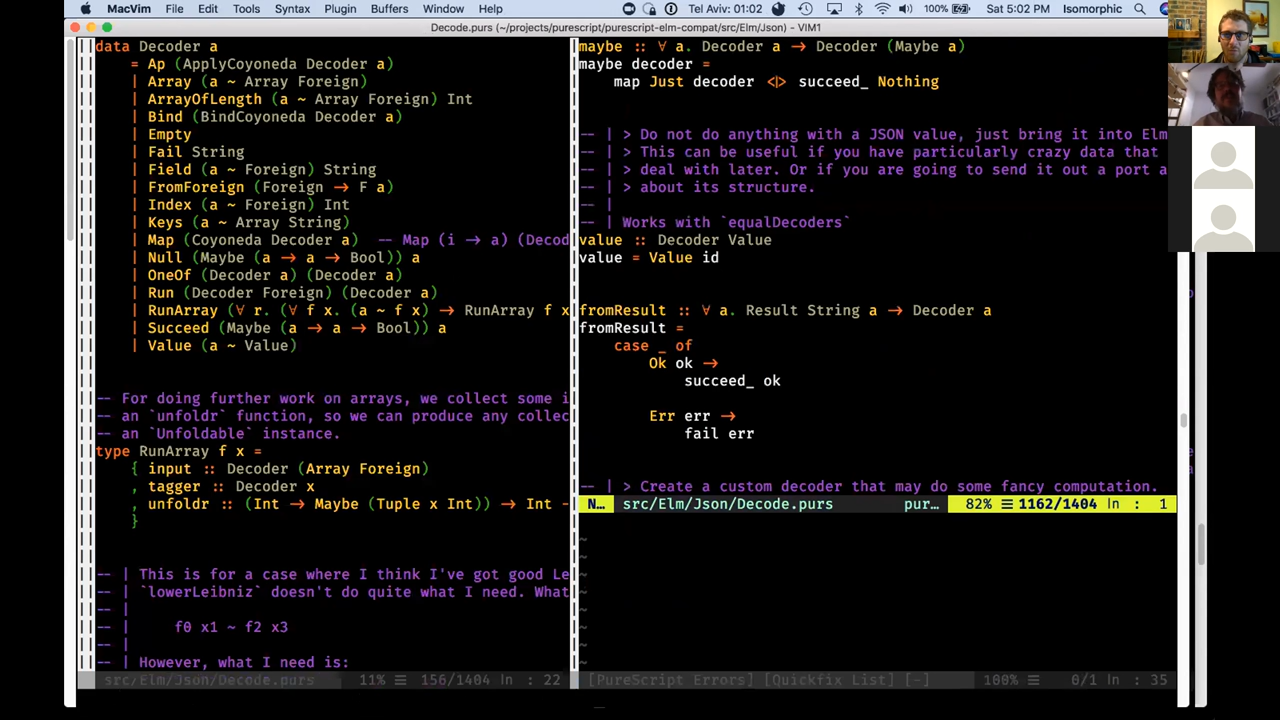 MacVim File Edit Tools Syntax Plugin Buffers Window Help Tel Aviv: 01:02 100% Sat 5:02 PM Isomorphic
Decode.purs (~/projects/purescript/purescript-elm-compat/src/Elm/Json) - VIM1
data Decoder a
= Ap (ApplyCoyoneda Decoder a)
| Array (a ~ Array Foreign)
| ArrayOfLength (a ~ Array Foreign) Int
| Bind (BindCoyoneda Decoder a)
| Empty
| Fail String
| Field (a ~ Foreign) String
| FromForeign (Foreign → F a)
| Index (a ~ Foreign) Int
| Keys (a ~ Array String)
| Map (Coyoneda Decoder a) -- Map (i → a) (Decod
| Null (Maybe (a → a → Bool)) a
| OneOf (Decoder a) (Decoder a)
| Run (Decoder Foreign) (Decoder a)
| RunArray (∀ r. (∀ f x. (a ~ f x) → RunArray f x
| Succeed (Maybe (a → a → Bool)) a
| Value (a ~ Value)
-- For doing further work on arrays, we collect some i
-- an `unfoldr` function, so we can produce any collec
-- an `Unfoldable` instance.
type RunArray f x =
{ input :: Decoder (Array Foreign)
, tagger :: Decoder x
, unfoldr :: (Int → Maybe (Tuple x Int)) → Int -
}
-- | This is for a case where I think I've got good Le
-- | `lowerLeibniz` doesn't do quite what I need. What
-- |
-- | f0 x1 ~ f2 x3
-- |
-- | However, what I need is:
src/Elm/Json/Decode.purs 11% ☰ 156/1404 ln : 22
maybe :: ∀ a. Decoder a → Decoder (Maybe a)
maybe decoder =
map Just decoder <|> succeed_ Nothing
-- | > Do not do anything with a JSON value, just bring it into Elm
-- | > This can be useful if you have particularly crazy data that
-- | > deal with later. Or if you are going to send it out a port a
-- | > about its structure.
-- |
-- | Works with `equalDecoders`
value :: Decoder Value
value = Value id
fromResult :: ∀ a. Result String a → Decoder a
fromResult =
case _ of
Ok ok →
succeed_ ok
Err err →
fail err
-- | > Create a custom decoder that may do some fancy computation.
N… src/Elm/Json/Decode.purs pur… 82% ☰ 1162/1404 ln : 1
~
~
~
~
~
~
~
~
[PureScript Errors] [Quickfix List] [-] 100% ☰ 0/1 ln : 35